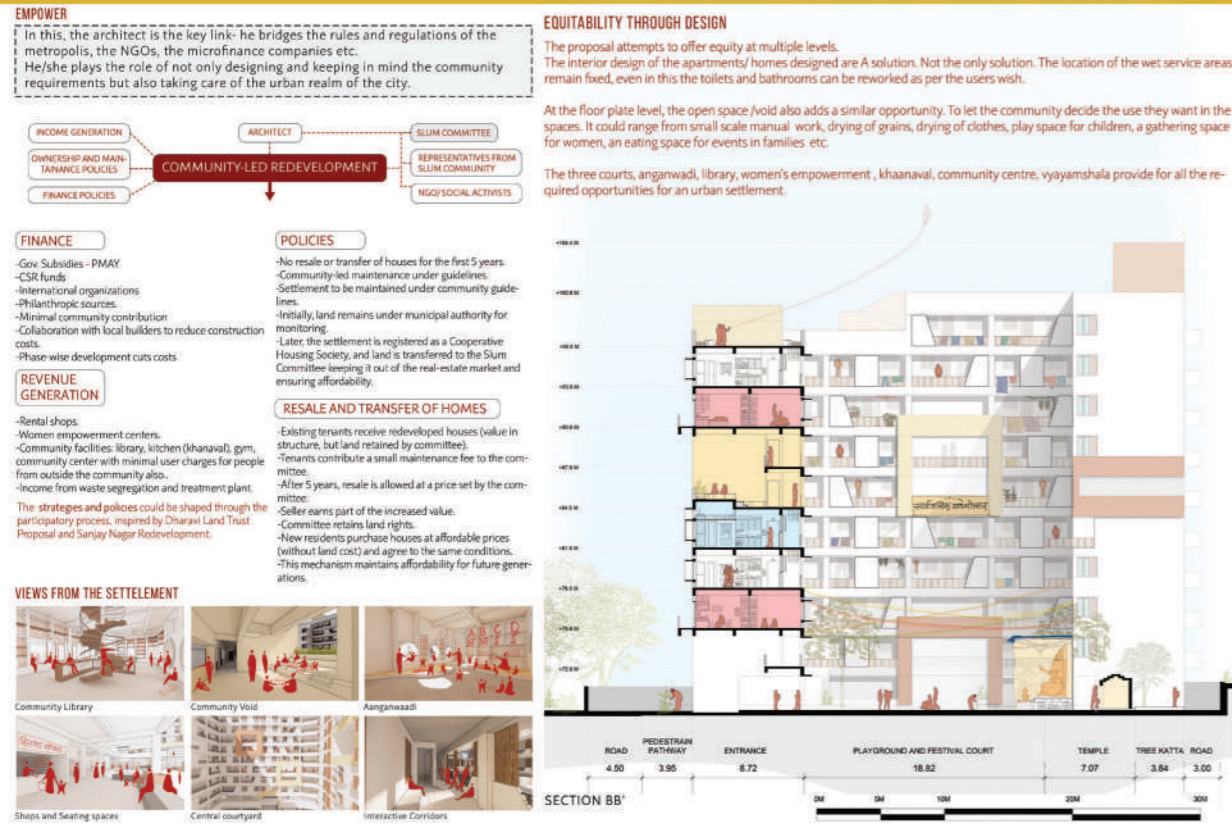 EMPOWER
In this, the architect is the key link- he bridges the rules and regulations of the
metropolis, the NGOs, the microfinance companies etc.
He/she plays the role of not only designing and keeping in mind the community
requirements but also taking care of the urban realm of the city.
INCOME GENERATION
OWNERSHIP AND MAIN-
TAINANCE POLICIES
FINANCE POLICIES
ARCHITECT
COMMUNITY-LED REDEVELOPMENT
SLUM COMMITTEE
REPRESENTATIVES FROM
SLUM COMMUNITY
NGO/ SOCIAL ACTIVISTS
FINANCE
-Gov. Subsidies - PMAY
-CSR funds
-International organizations
-Philanthropic sources.
-Minimal community contribution
-Collaboration with local builders to reduce construction
costs.
-Phase-wise development cuts costs
REVENUE
GENERATION
-Rental shops.
-Women empowerment centers.
-Community facilities: library, kitchen (khanaval), gym,
community center with minimal user charges for people
from outside the community also..
-Income from waste segregation and treatment plant.
The strategies and policies could be shaped through the
participatory process, inspired by Dharavi Land Trust
Proposal and Sanjay Nagar Redevelopment.
POLICIES
-No resale or transfer of houses for the first 5 years.
-Community-led maintenance under guidelines.
-Settlement to be maintained under community guide-
lines.
-Initially, land remains under municipal authority for
monitoring.
-Later, the settlement is registered as a Cooperative
Housing Society, and land is transferred to the Slum
Committee keeping it out of the real-estate market and
ensuring affordability.
RESALE AND TRANSFER OF HOMES
-Existing tenants receive redeveloped houses (value in
structure, but land retained by committee).
-Tenants contribute a small maintenance fee to the com-
mittee.
-After 5 years, resale is allowed at a price set by the com-
mittee.
-Seller earns part of the increased value.
-Committee retains land rights.
-New residents purchase houses at affordable prices
(without land cost) and agree to the same conditions.
-This mechanism maintains affordability for future gener-
ations.
VIEWS FROM THE SETTELEMENT
A B C D
Community Library
Community Void
Aanganwaadi
Shops and Seating spaces
Central courtyard
Interactive Corridors
EQUITABILITY THROUGH DESIGN
The proposal attempts to offer equity at multiple levels.
The interior design of the apartments/ homes designed are A solution. Not the only solution. The location of the wet service areas
remain fixed, even in this the toilets and bathrooms can be reworked as per the users wish.
At the floor plate level, the open space /void also adds a similar opportunity. To let the community decide the use they want in the
spaces. It could range from small scale manual work, drying of grains, drying of clothes, play space for children, a gathering space
for women, an eating space for events in families etc.
The three courts, anganwadi, library, women's empowerment , khaanaval, community centre, vyayamshala provide for all the re-
quired opportunities for an urban settlement.
ROAD
PEDESTRAIN
PATHWAY
ENTRANCE
PLAYGROUND AND FESTIVAL COURT
TEMPLE
TREE KATTA
ROAD
4.50
3.95
8.72
18.82
7.07
3.84
3.00
SECTION BB'
0M
5M
10M
20M
30M